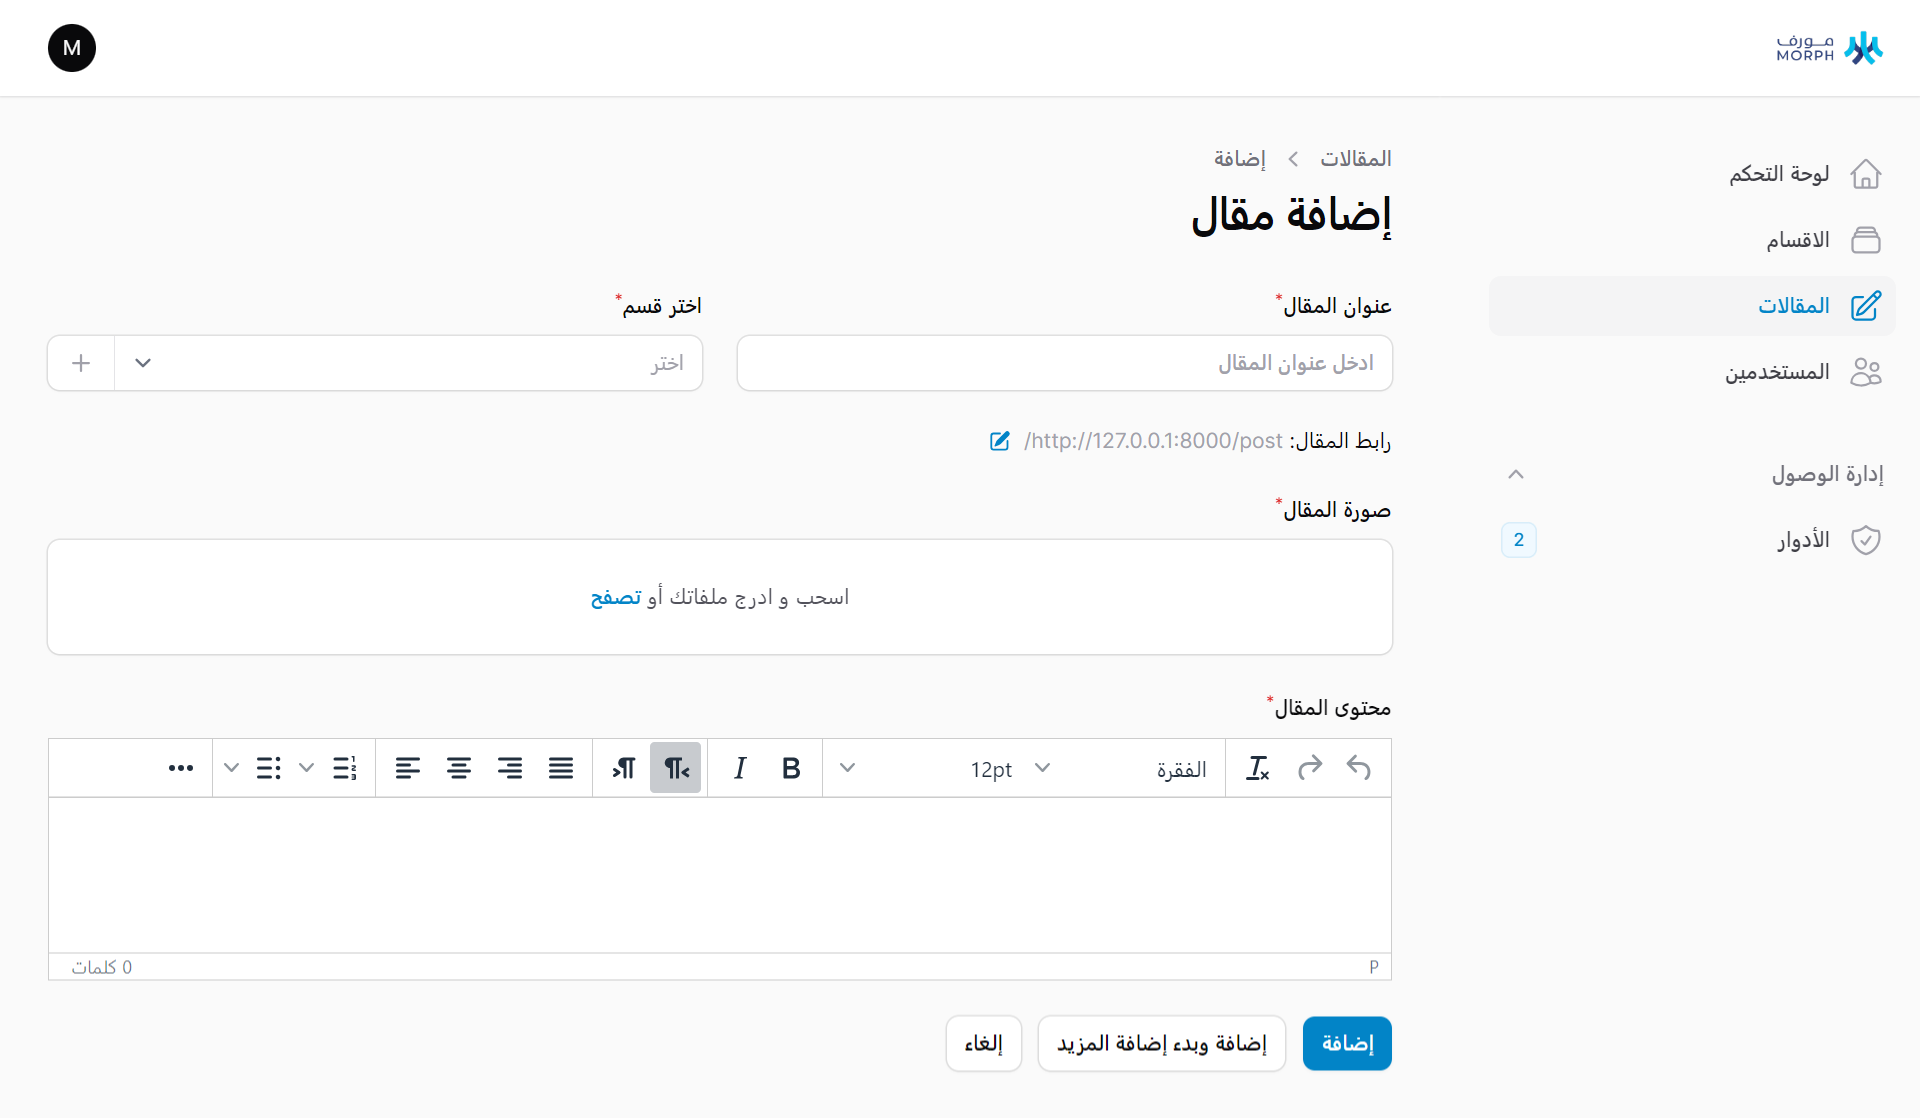 مورف
MORPH
M
لوحة التحكم
الاقسام
المقالات
المستخدمين
إدارة الوصول
الأدوار
2
المقالات
إضافة
إضافة مقال
عنوان المقال*
ادخل عنوان المقال
اختر قسم*
اختر
رابط المقال: http://127.0.0.1:8000/post/
صورة المقال*
اسحب و ادرج ملفاتك أو تصفح
محتوى المقال*
الفقرة
12pt
B
I
P
0 كلمات
إضافة
إضافة وبدء إضافة المزيد
إلغاء